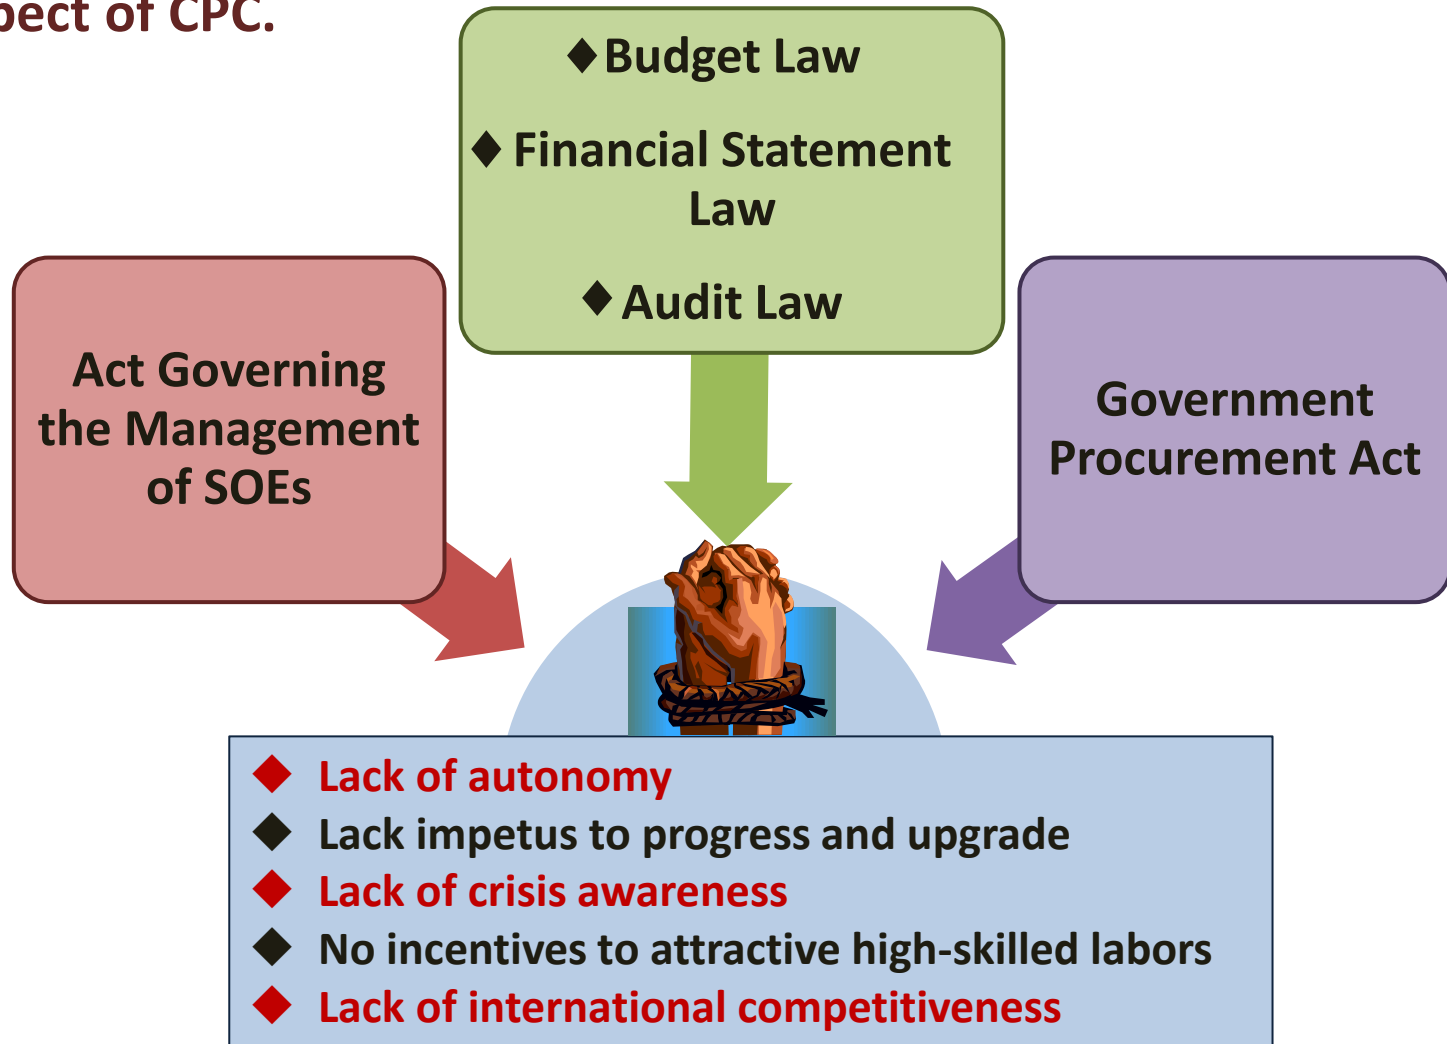 pect of CPC.
♦Budget Law
♦ Financial Statement
Law
♦ Audit Law
Act Governing
the Management
of SOEs
Government
Procurement Act
◆ Lack of autonomy
◆ Lack impetus to progress and upgrade
◆ Lack of crisis awareness
◆ No incentives to attractive high-skilled labors
◆ Lack of international competitiveness